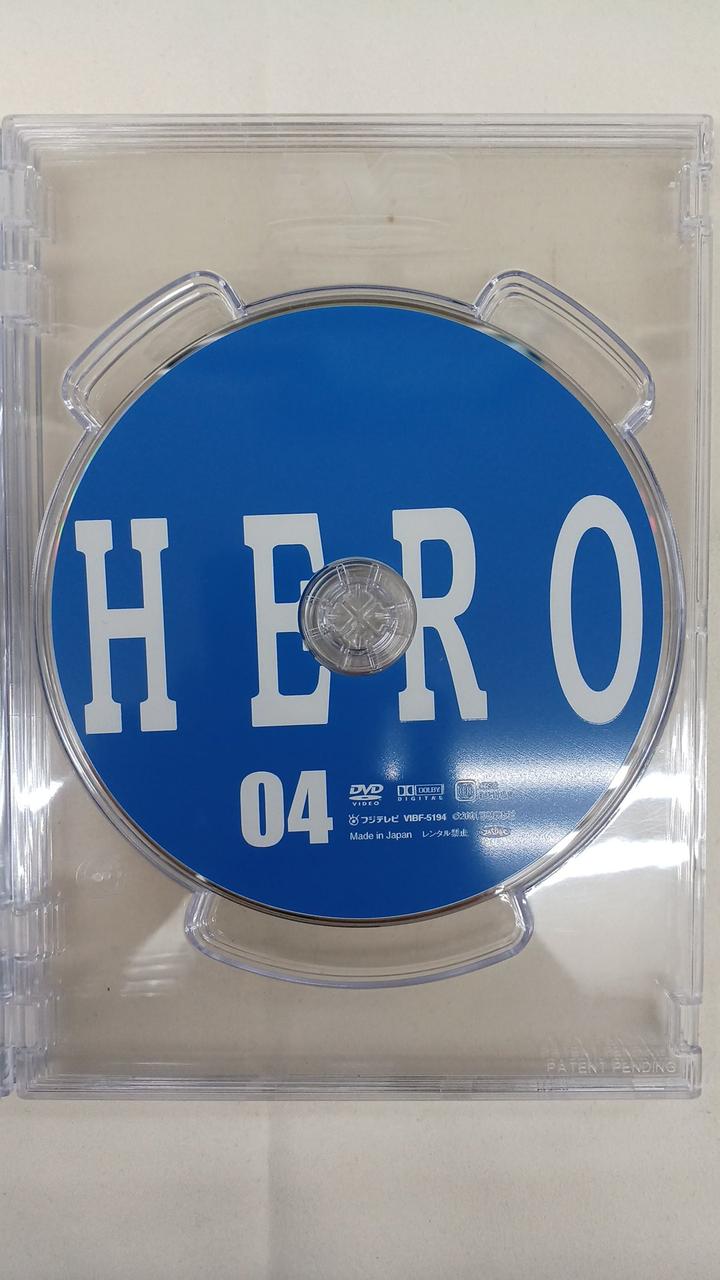 HERO
04
DVD VIDEO
DOLBY DIGITAL
フジテレビ VIBF-5194
Made in Japan レンタル禁止
PATENT PENDING